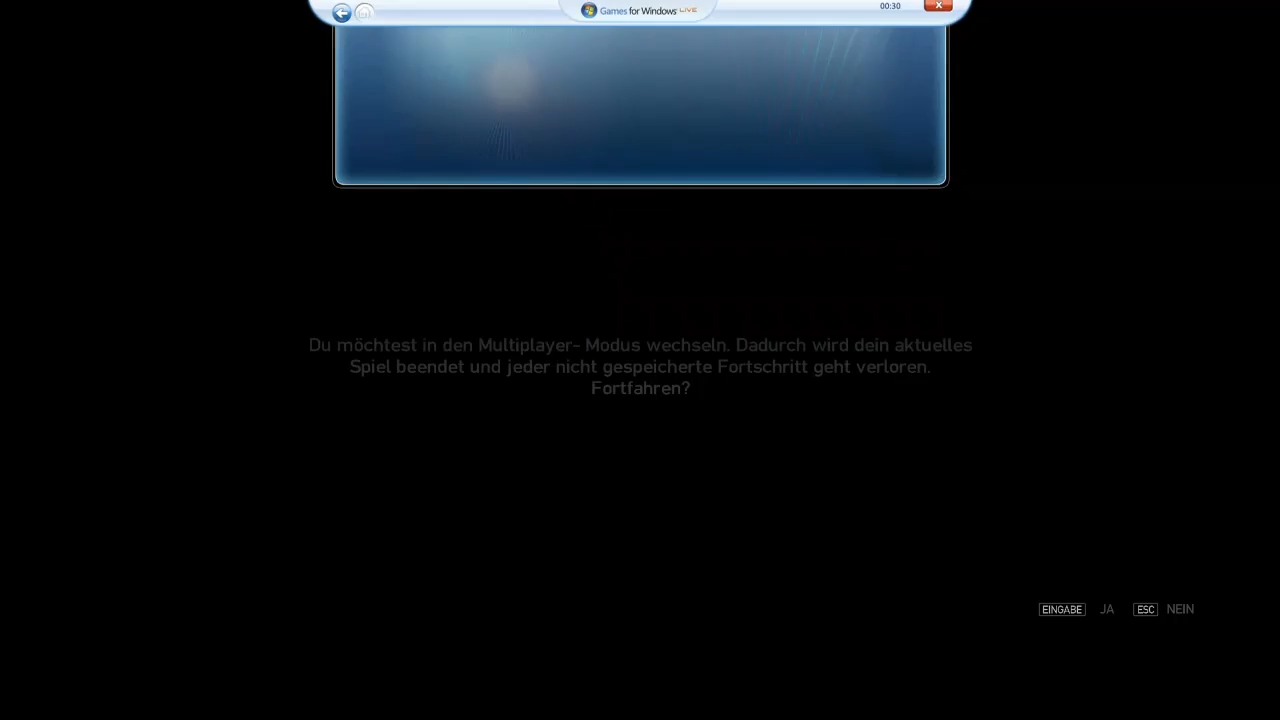 Games for Windows LIVE
00:30
Du möchtest in den Multiplayer- Modus wechseln. Dadurch wird dein aktuelles
Spiel beendet und jeder nicht gespeicherte Fortschritt geht verloren.
Fortfahren?
EINGABE JA ESC NEIN